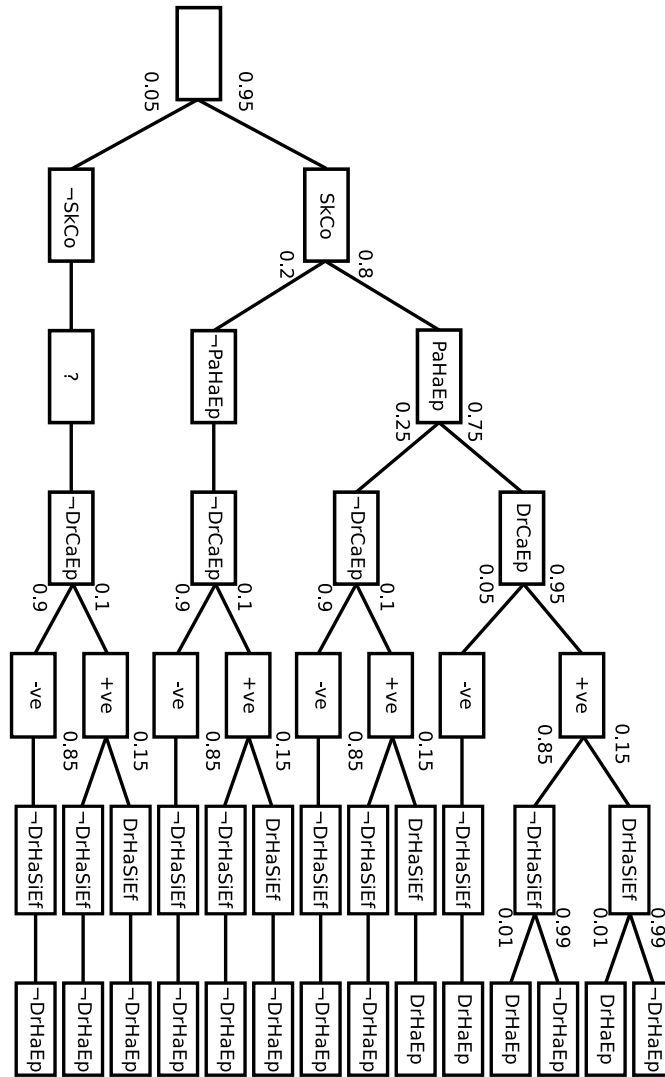 0.95
0.05
SkCo
¬SkCo
0.8
0.2
PaHaEp
¬PaHaEp
?
0.75
0.25
DrCaEp
¬DrCaEp
¬DrCaEp
¬DrCaEp
0.95
0.05
0.1
0.9
0.1
0.9
0.1
0.9
+ve
-ve
+ve
-ve
+ve
-ve
+ve
-ve
0.15
0.85
0.15
0.85
0.15
0.85
0.15
0.85
DrHaSiEf
¬DrHaSiEf
¬DrHaSiEf
DrHaSiEf
¬DrHaSiEf
¬DrHaSiEf
DrHaSiEf
¬DrHaSiEf
¬DrHaSiEf
DrHaSiEf
¬DrHaSiEf
¬DrHaSiEf
0.99
0.01
0.99
0.01
¬DrHaEp
DrHaEp
¬DrHaEp
DrHaEp
DrHaEp
DrHaEp
¬DrHaEp
¬DrHaEp
¬DrHaEp
¬DrHaEp
¬DrHaEp
¬DrHaEp
¬DrHaEp
¬DrHaEp